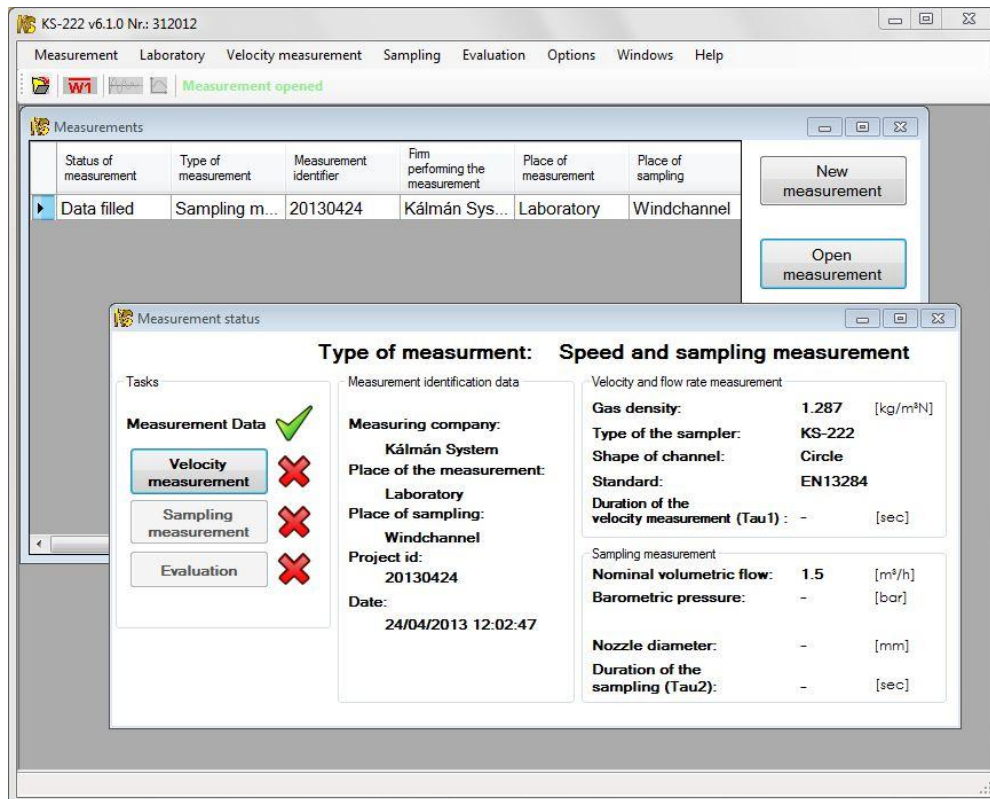 KS-222 v6.1.0 Nr.: 312012
Measurement Laboratory Velocity measurement Sampling Evaluation Options Windows Help
W1 Measurement opened
Measurements
Status of measurement
Type of measurement
Measurement identifier
Firm performing the measurement
Place of measurement
Place of sampling
Data filled Sampling m... 20130424 Kálmán Sys... Laboratory Windchannel
New
measurement
Open
measurement
Measurement status
Type of measurment: Speed and sampling measurement
Tasks
Measurement Data
Velocity
measurement
Sampling
measurement
Evaluation
Measurement identification data
Measuring company:
Kálmán System
Place of the measurement:
Laboratory
Place of sampling:
Windchannel
Project id:
20130424
Date:
24/04/2013 12:02:47
Velocity and flow rate measurement
Gas density: 1.287 [kg/m³N]
Type of the sampler: KS-222
Shape of channel: Circle
Standard: EN13284
Duration of the
velocity measurement (Tau1) : - [sec]
Sampling measurement
Nominal volumetric flow: 1.5 [m³/h]
Barometric pressure: - [bar]
Nozzle diameter: - [mm]
Duration of the
sampling (Tau2): - [sec]